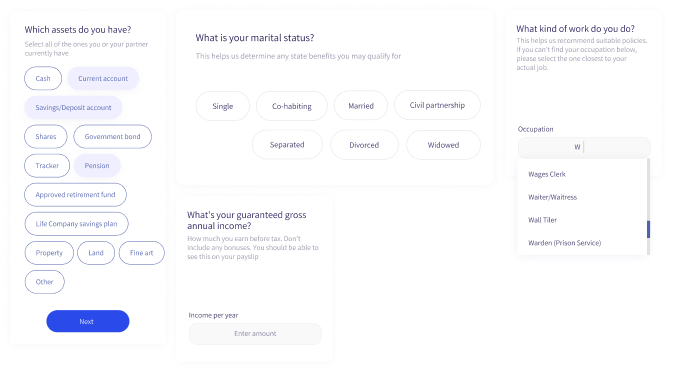 Which assets do you have?
Select all of the ones you or your partner
currently have
Cash
Current account
Savings/Deposit account
Shares
Government bond
Tracker
Pension
Approved retirement fund
Life Company savings plan
Property
Land
Fine art
Other
Next
What is your marital status?
This helps us determine any state benefits you may qualify for
Single
Co-habiting
Married
Civil partnership
Separated
Divorced
Widowed
What's your guaranteed gross
annual income?
How much you earn before tax. Don't
include any bonuses. You should be able to
see this on your payslip
Income per year
Enter amount
What kind of work do you do?
This helps us recommend suitable policies.
If you can't find your occupation below,
please select the one closest to your
actual job.
Occupation
W
Wages Clerk
Waiter/Waitress
Wall Tiler
Warden (Prison Service)